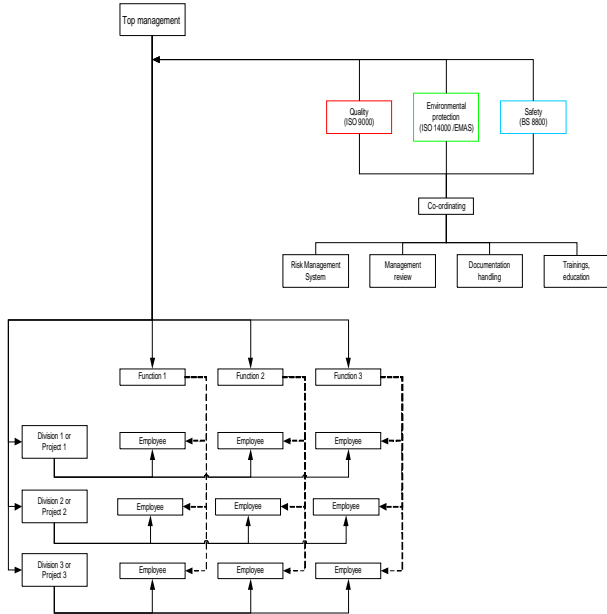 Top management
Quality
(ISO 9000)
Environmental
protection
(ISO 14000 /EMAS)
Safety
(BS 8800)
Co-ordinating
Risk Management
System
Management
review
Documentation
handling
Trainings,
education
Function 1
Function 2
Function 3
Division 1 or
Project 1
Employee
Employee
Employee
Division 2 or
Project 2
Employee
Employee
Employee
Division 3 or
Project 3
Employee
Employee
Employee